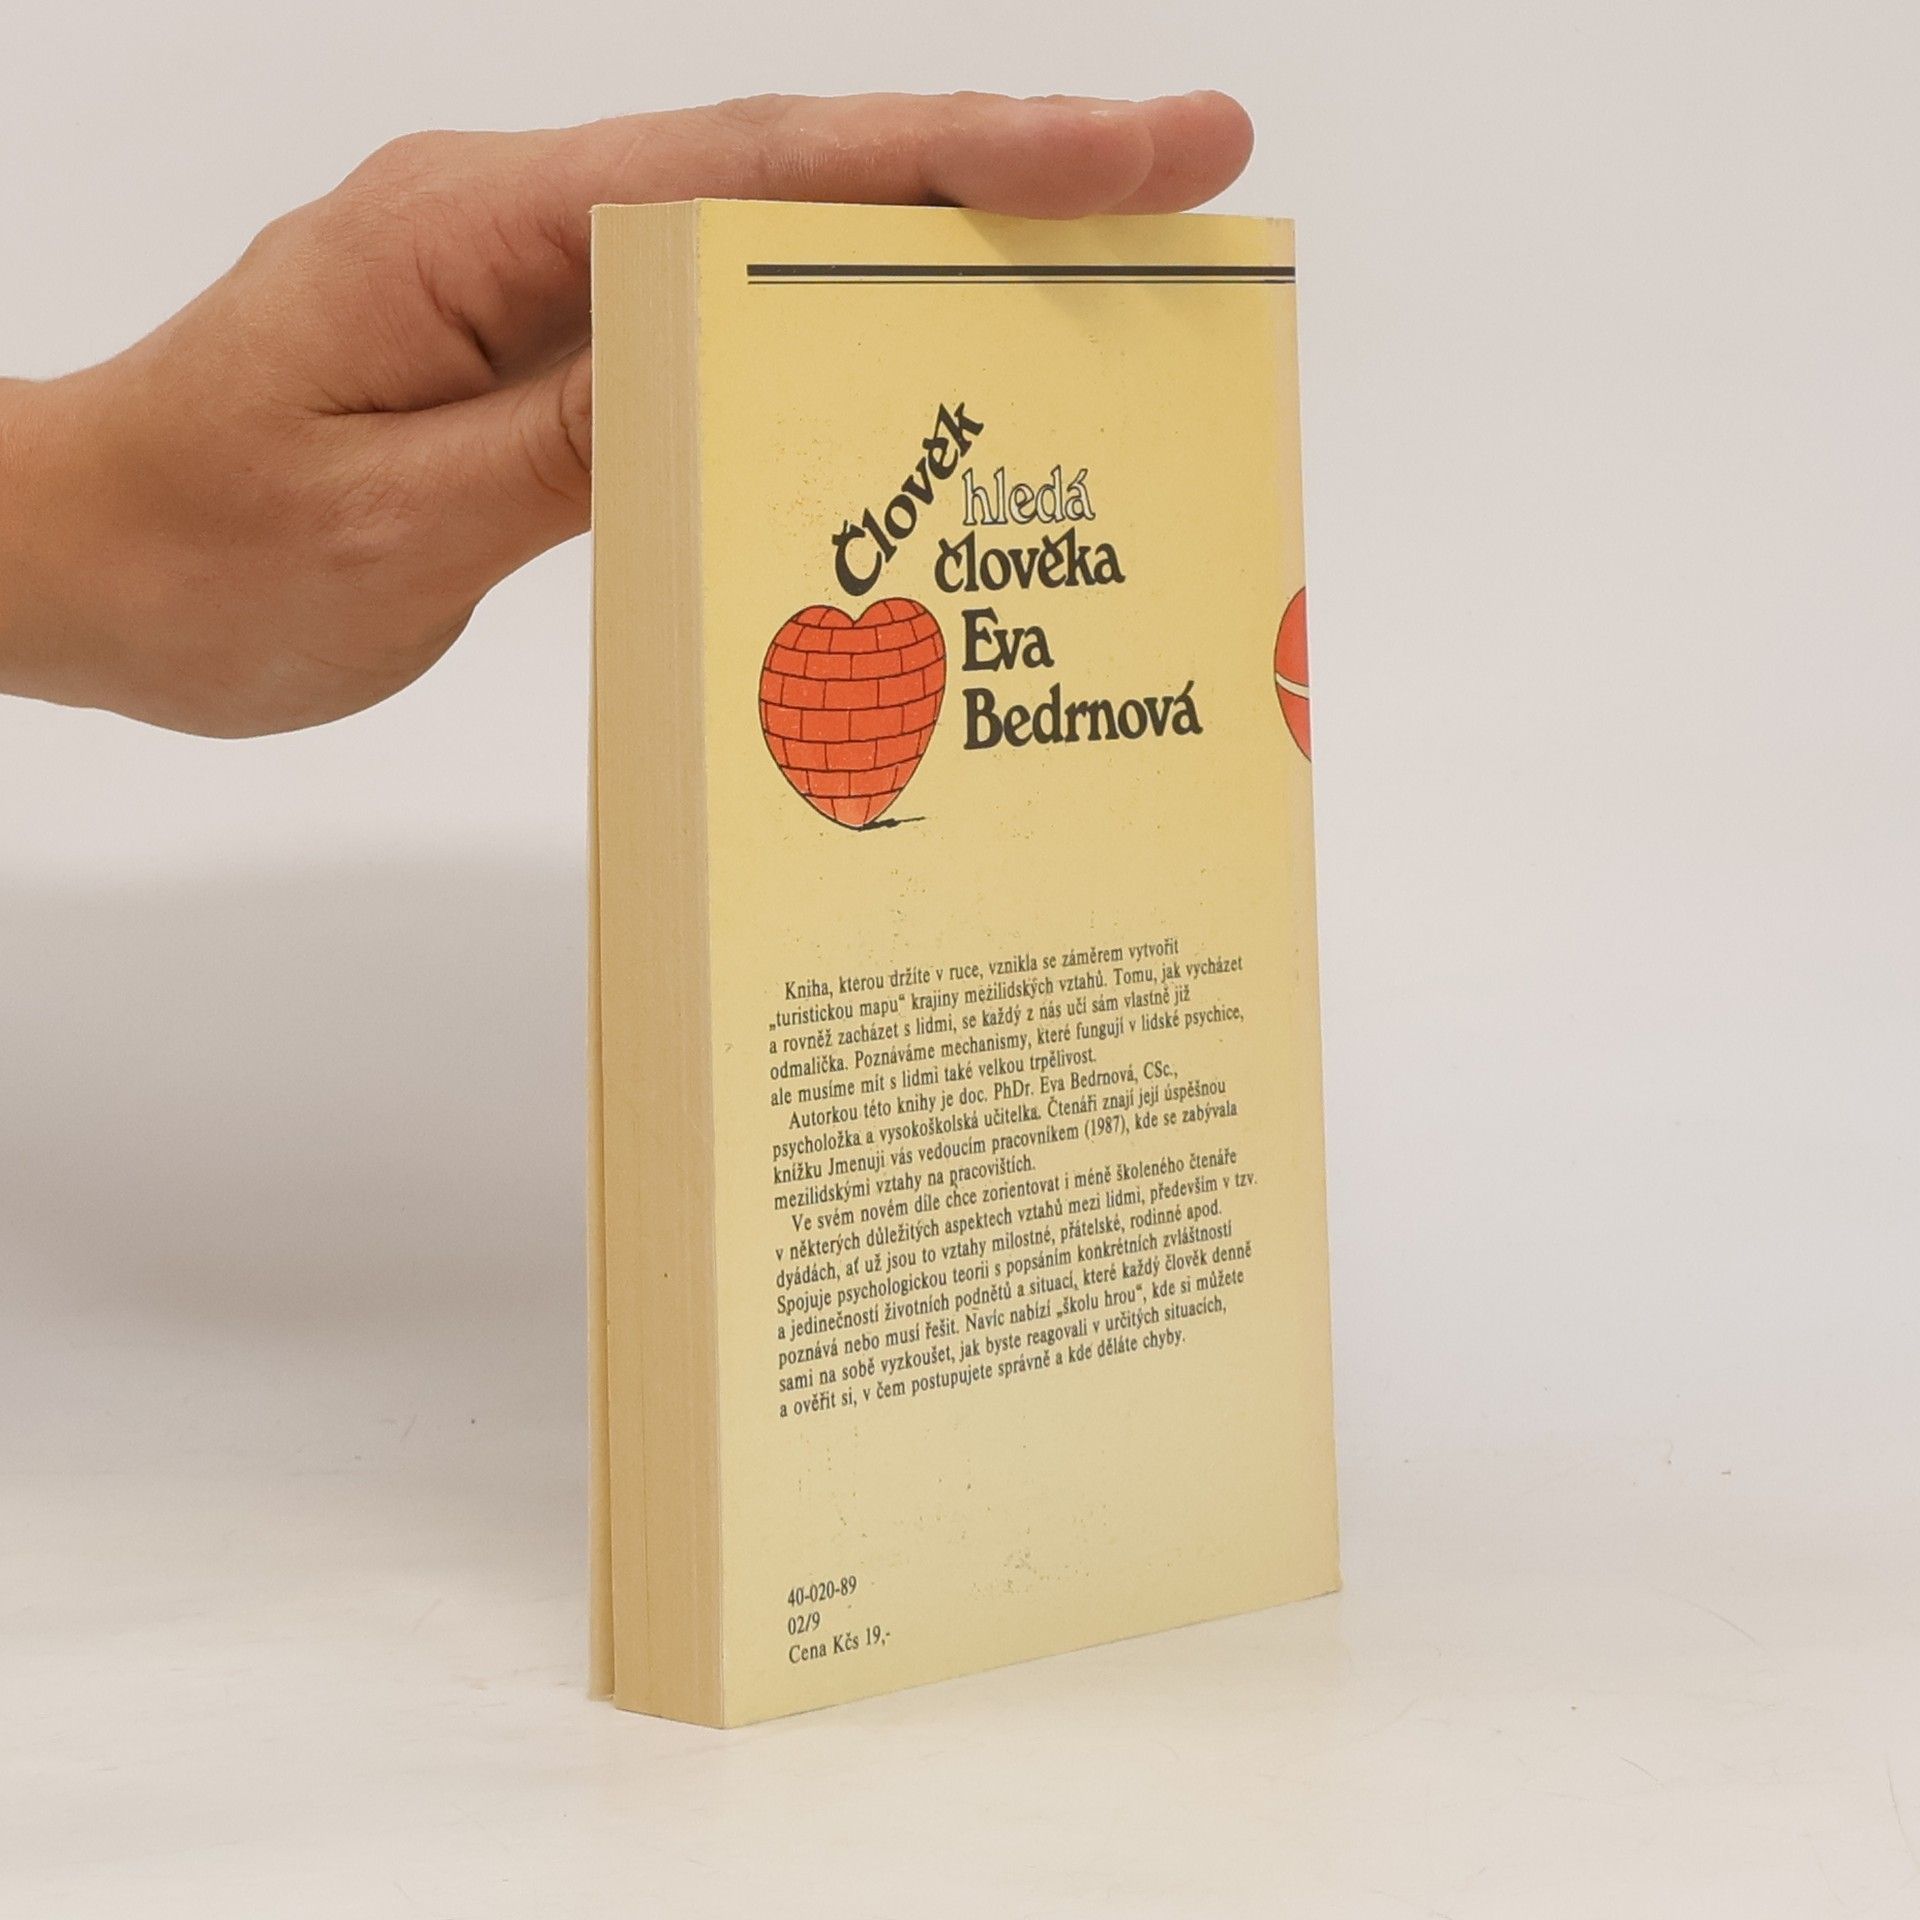 Člověk
hledá
člověka
Eva
Bedrnová
Kniha, kterou držíte v ruce, vznikla se záměrem vytvořit
„turistickou mapu“ krajiny mezilidských vztahů. Tomu, jak vycházet
a rovněž zacházet s lidmi, se každý z nás učí sám vlastně již
odmalička. Poznáváme mechanismy, které fungují v lidské psychice,
ale musíme mít s lidmi také velkou trpělivost.
Autorkou této knihy je doc. PhDr. Eva Bedrnová, CSc.,
psycholožka a vysokoškolská učitelka. Čtenáři znají její úspěšnou
knížku Jmenuji vás vedoucím pracovníkem (1987), kde se zabývala
mezilidskými vztahy na pracovištích.
Ve svém novém díle chce zorientovat i méně školeného čtenáře
v některých důležitých aspektech vztahů mezi lidmi, především v tzv.
dyádách, ať už jsou to vztahy milostné, přátelské, rodinné apod.
Spojuje psychologickou teorii s popsáním konkrétních zvláštností
a jedinečností životních podnětů a situací, které každý člověk denně
poznává nebo musí řešit. Navíc nabízí „školu hrou“, kde si můžete
sami na sobě vyzkoušet, jak byste reagovali v určitých situacích,
a ověřit si, v čem postupujete správně a kde děláte chyby.
40-020-89
02/9
Cena Kčs 19,-